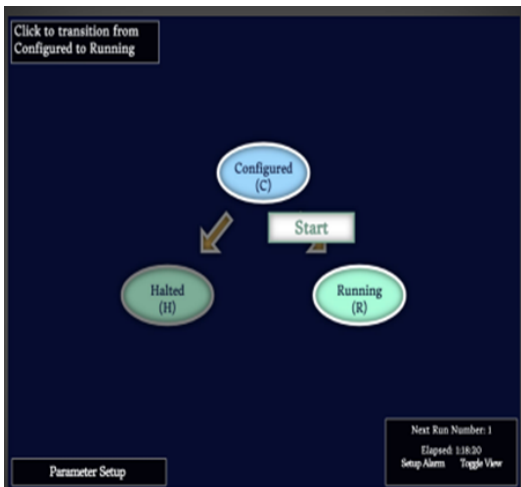 Click to transition from
Configured to Running
Configured
(C)
Start
Halted
(H)
Running
(R)
Next Run Number: 1
Elapsed: 1:18:20
Setup Alarm Toggle View
Parameter Setup